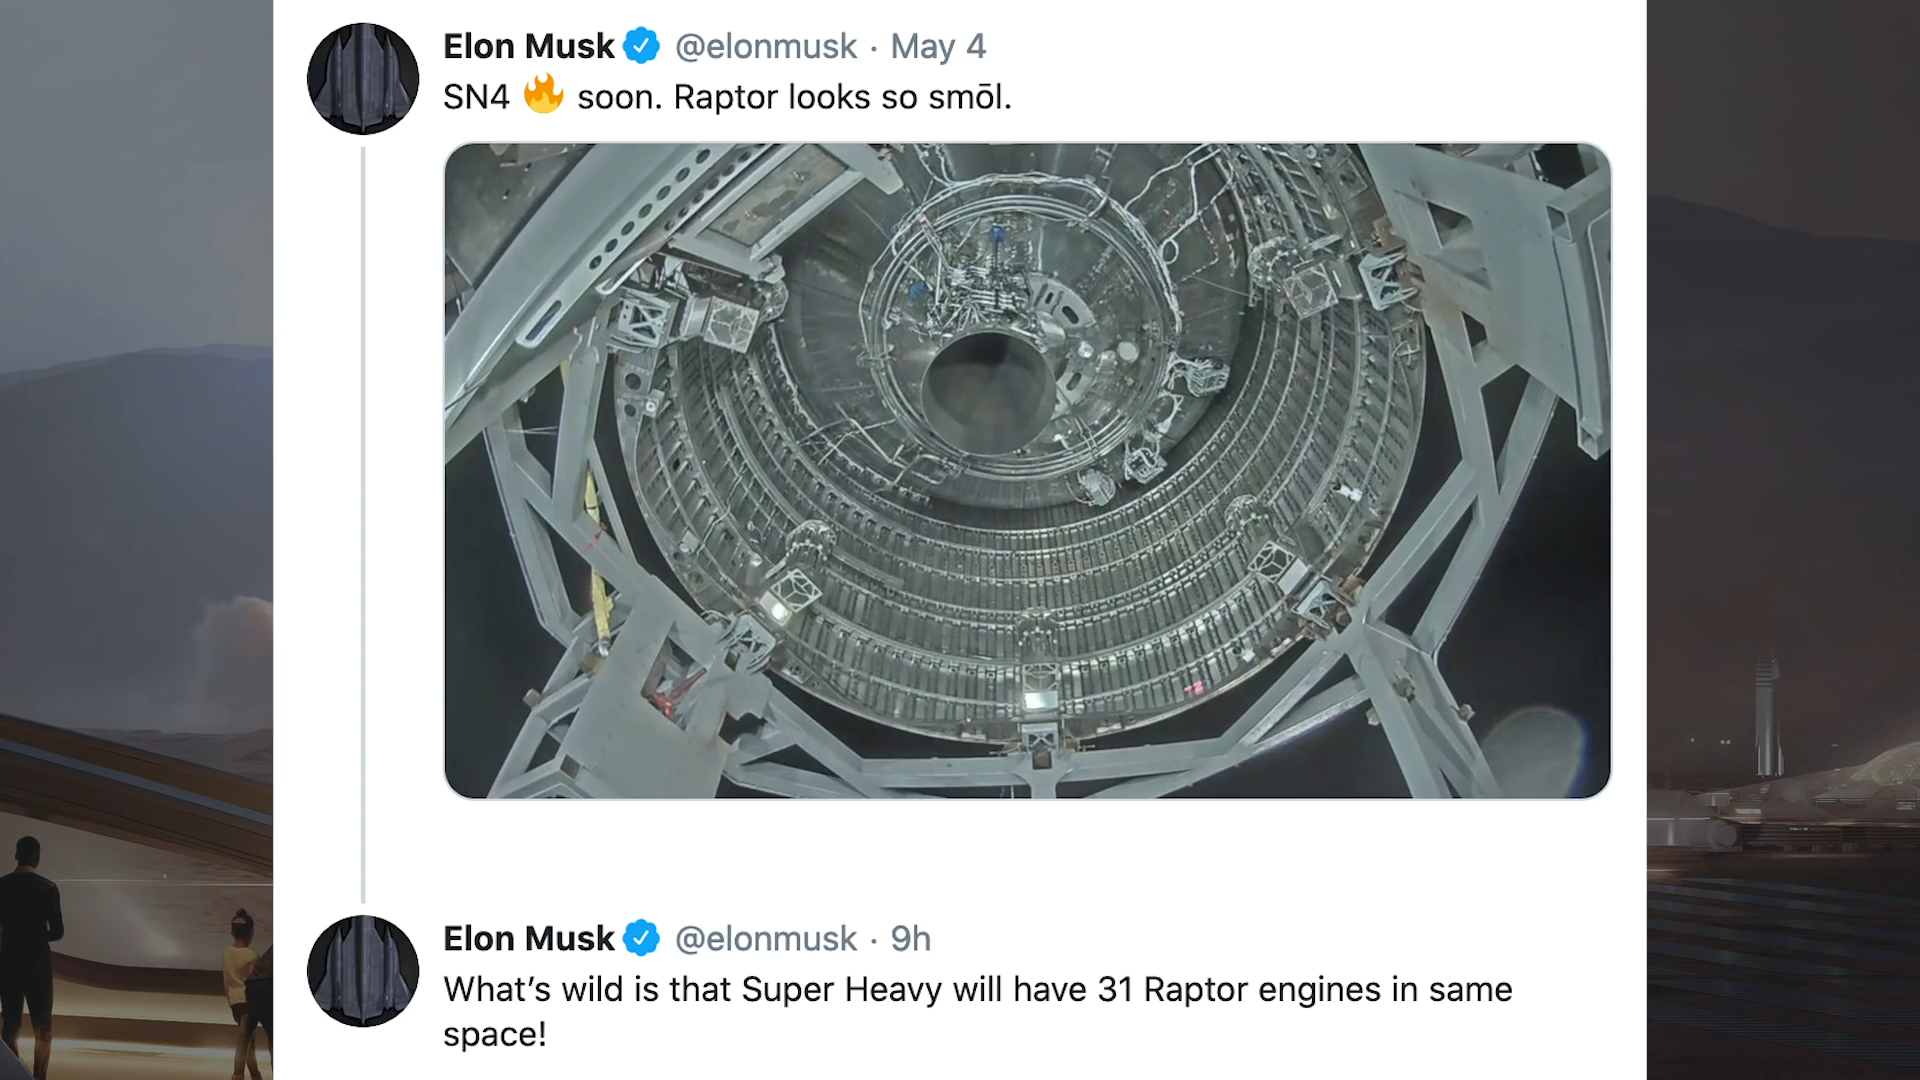 Elon Musk @elonmusk · May 4
SN4 🔥 soon. Raptor looks so smōl.
Elon Musk @elonmusk · 9h
What’s wild is that Super Heavy will have 31 Raptor engines in same
space!